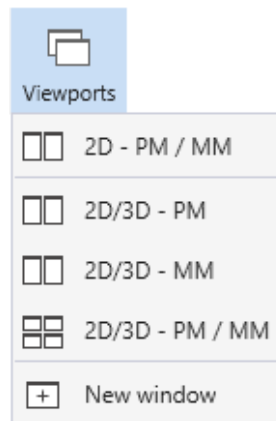 Viewports
2D - PM / MM
2D/3D - PM
2D/3D - MM
2D/3D - PM / MM
New window